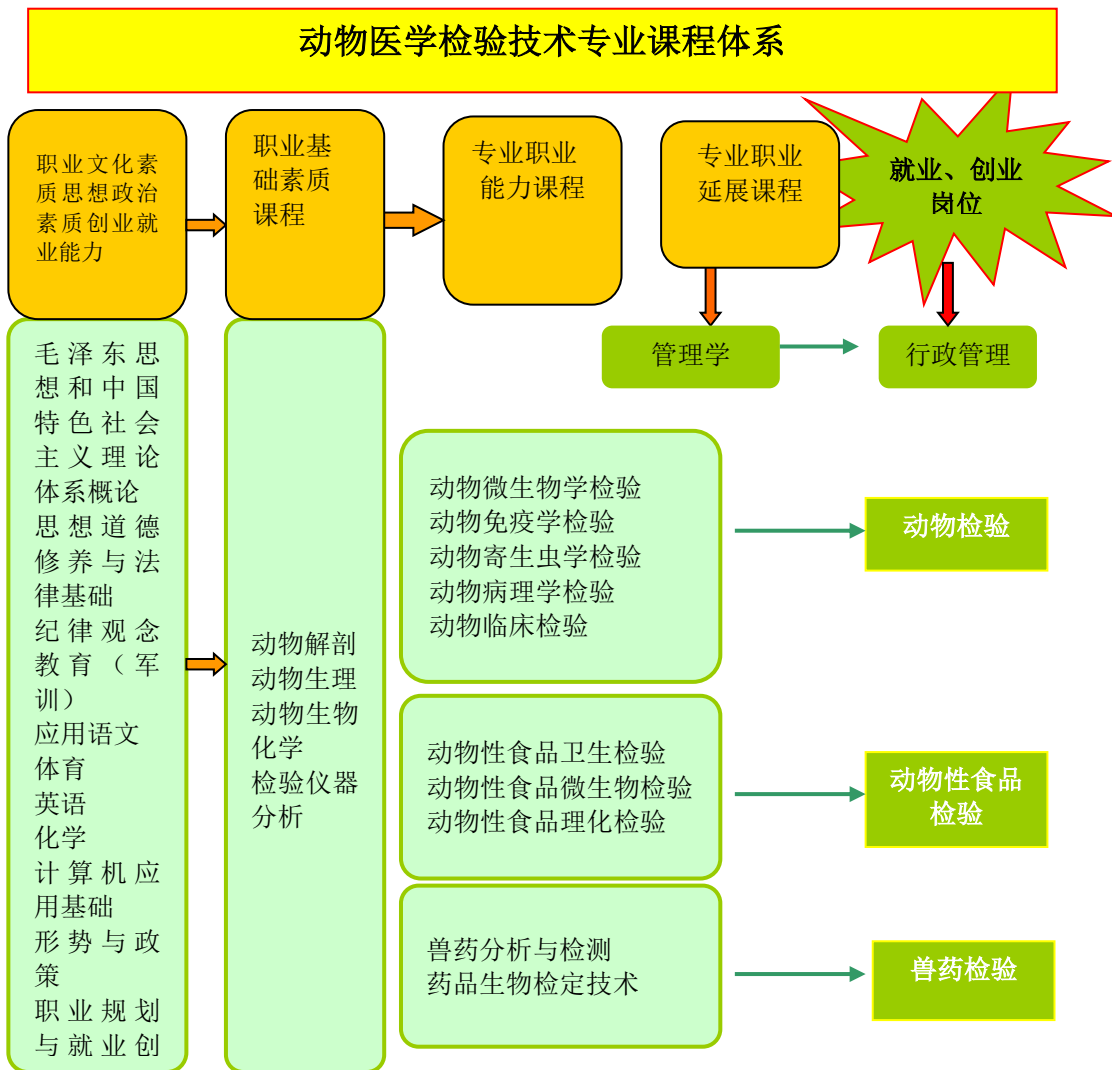 动物医学检验技术专业课程体系
职业文化素
质思想政治
素质创业就
业能力
职业基
础素质
课程
专业职业
能力课程
专业职业
延展课程
就业、创业
岗位
管理学
行政管理
毛泽东思
想和中国
特色社会
主义理论
体系概论
思想道德
修养与法
律基础
纪律观念
教育（军
训）
应用语文
体育
英语
化学
计算机应
用基础
形势与政
策
职业规划
与就业创
动物解剖
动物生理
动物生物
化学
检验仪器
分析
动物微生物学检验
动物免疫学检验
动物寄生虫学检验
动物病理学检验
动物临床检验
动物检验
动物性食品卫生检验
动物性食品微生物检验
动物性食品理化检验
动物性食品
检验
兽药分析与检测
药品生物检定技术
兽药检验